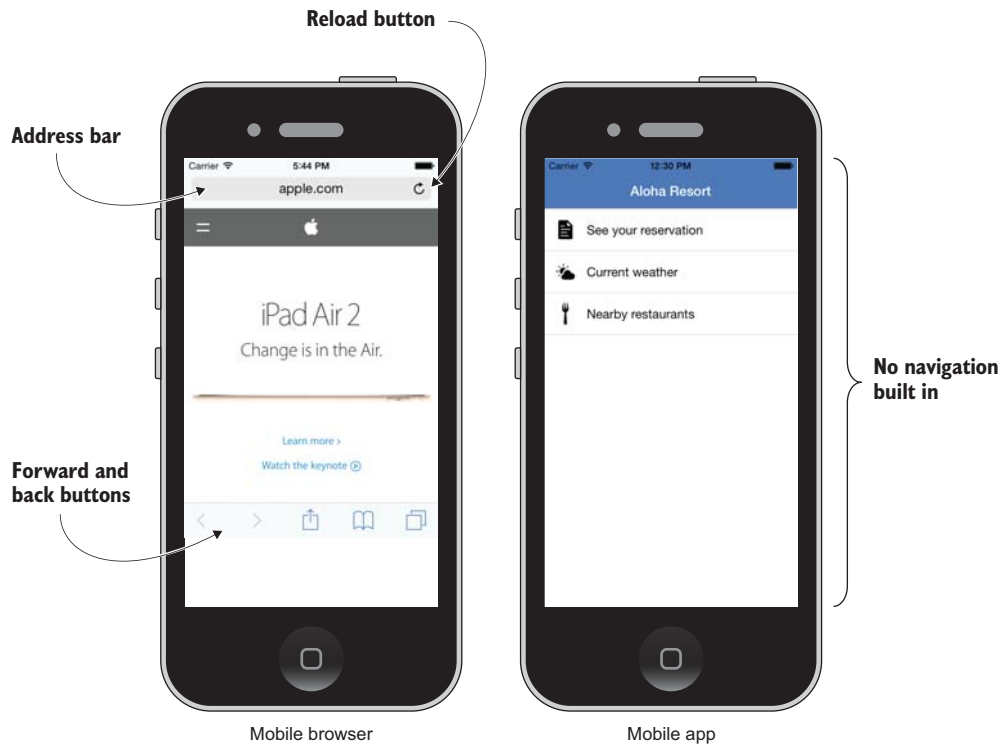 Reload button
Address bar
Carrier
5:44 PM
apple.com
iPad Air 2
Change is in the Air.
Learn more >
Watch the keynote
Forward and
back buttons
Mobile browser
Carrier
12:30 PM
Aloha Resort
See your reservation
Current weather
Nearby restaurants
No navigation
built in
Mobile app